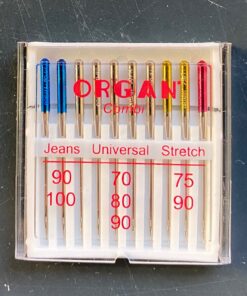 ORGAN
Combi
Jeans Universal Stretch
90 70 75
100 80 90
90